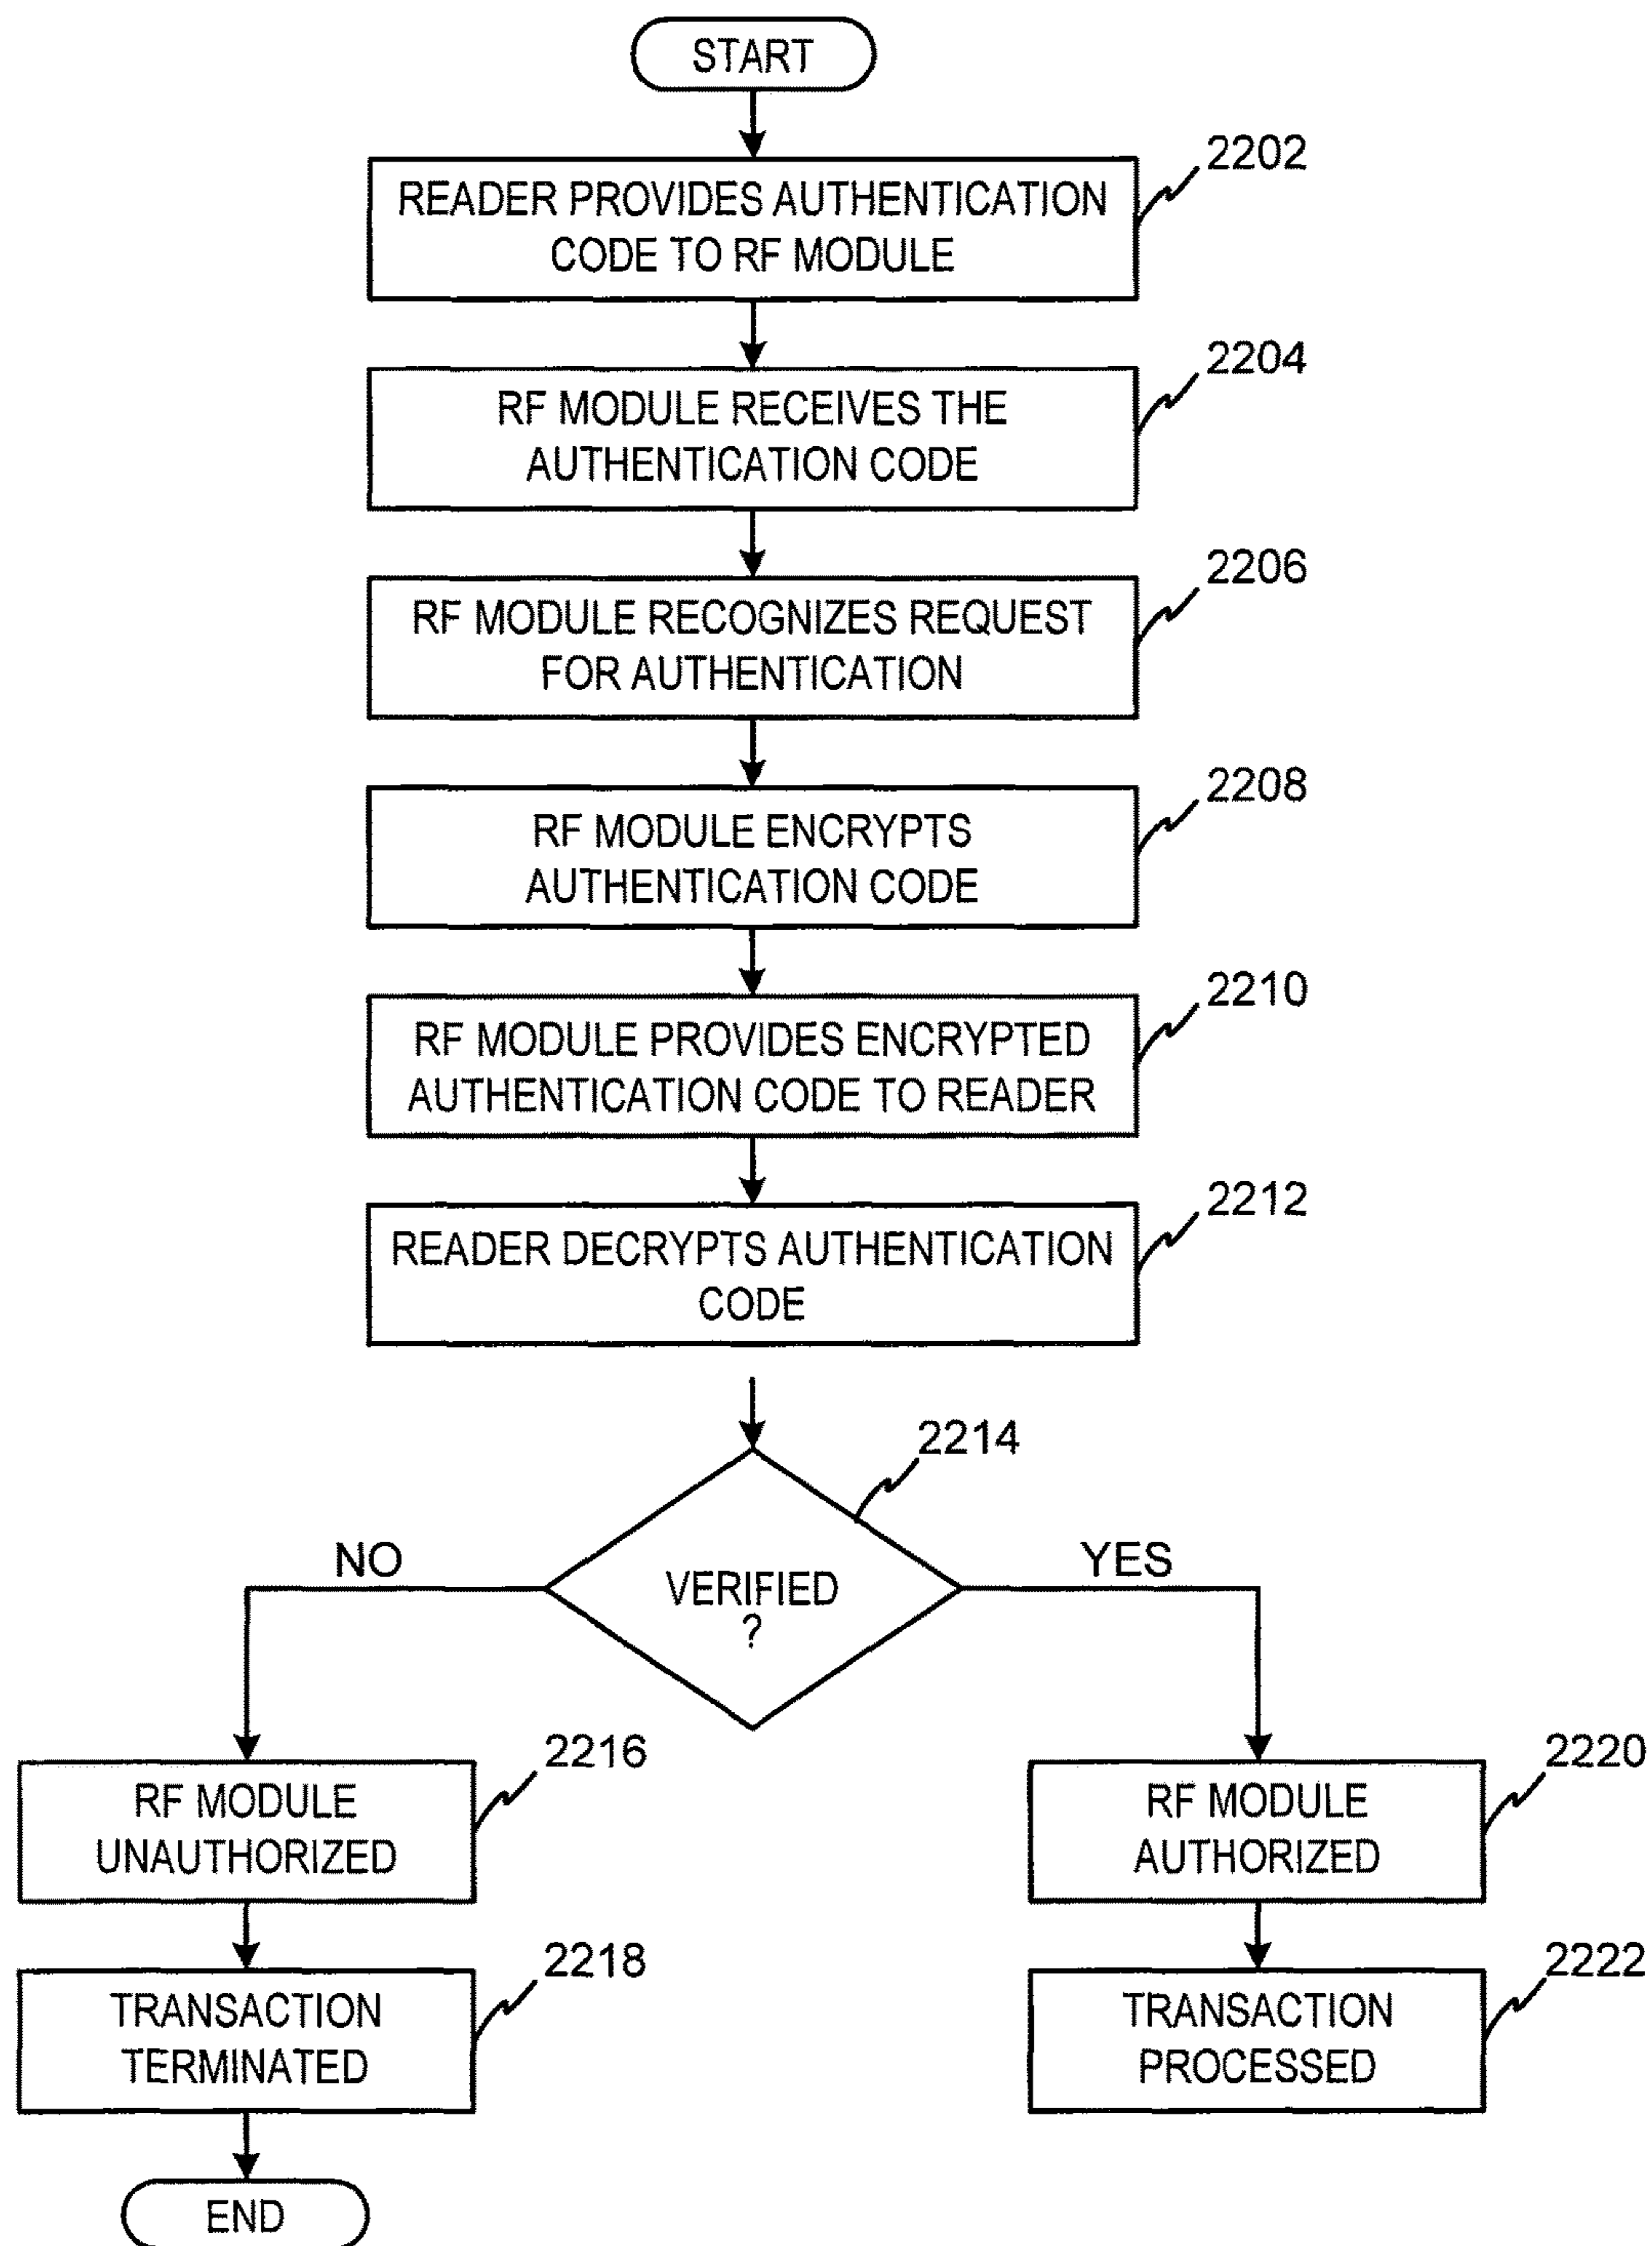 START
2202
READER PROVIDES AUTHENTICATION
CODE TO RF MODULE
2204
RF MODULE RECEIVES THE
AUTHENTICATION CODE
2206
RF MODULE RECOGNIZES REQUEST
FOR AUTHENTICATION
2208
RF MODULE ENCRYPTS
AUTHENTICATION CODE
2210
RF MODULE PROVIDES ENCRYPTED
AUTHENTICATION CODE TO READER
2212
READER DECRYPTS AUTHENTICATION
CODE
2214
VERIFIED
?
NO
YES
2216
RF MODULE
UNAUTHORIZED
2218
TRANSACTION
TERMINATED
END
2220
RF MODULE
AUTHORIZED
2222
TRANSACTION
PROCESSED